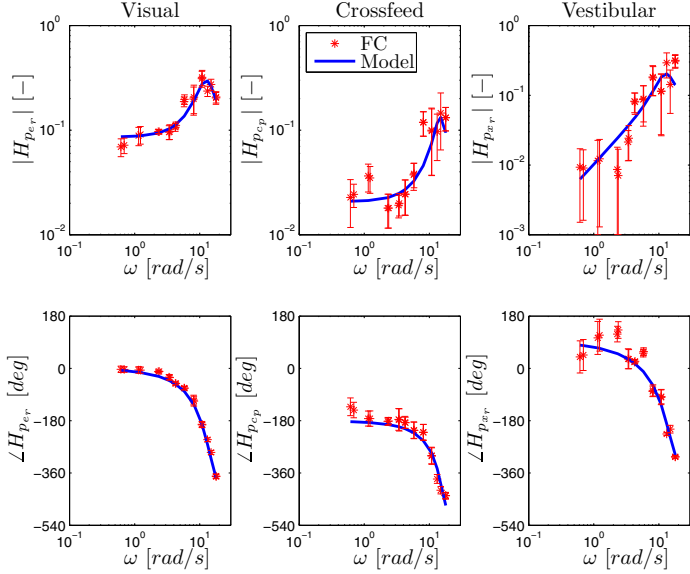 Visual Crossfeed Vestibular
FC
Model
10^0
10^-1
10^-2
|H_{p_{e_r}}| [−]
10^-1 10^0 10^1
ω [rad/s]
10^0
10^-1
10^-2
|H_{p_{c_p}}| [−]
10^-1 10^0 10^1
ω [rad/s]
10^0
10^-1
10^-2
10^-3
|H_{p_{x_r}}| [−]
10^-1 10^0 10^1
ω [rad/s]
180
0
−180
−360
−540
∠H_{p_{e_r}} [deg]
10^-1 10^0 10^1
ω [rad/s]
180
0
−180
−360
−540
∠H_{p_{c_p}} [deg]
10^-1 10^0 10^1
ω [rad/s]
180
0
−180
−360
−540
∠H_{p_{x_r}} [deg]
10^-1 10^0 10^1
ω [rad/s]